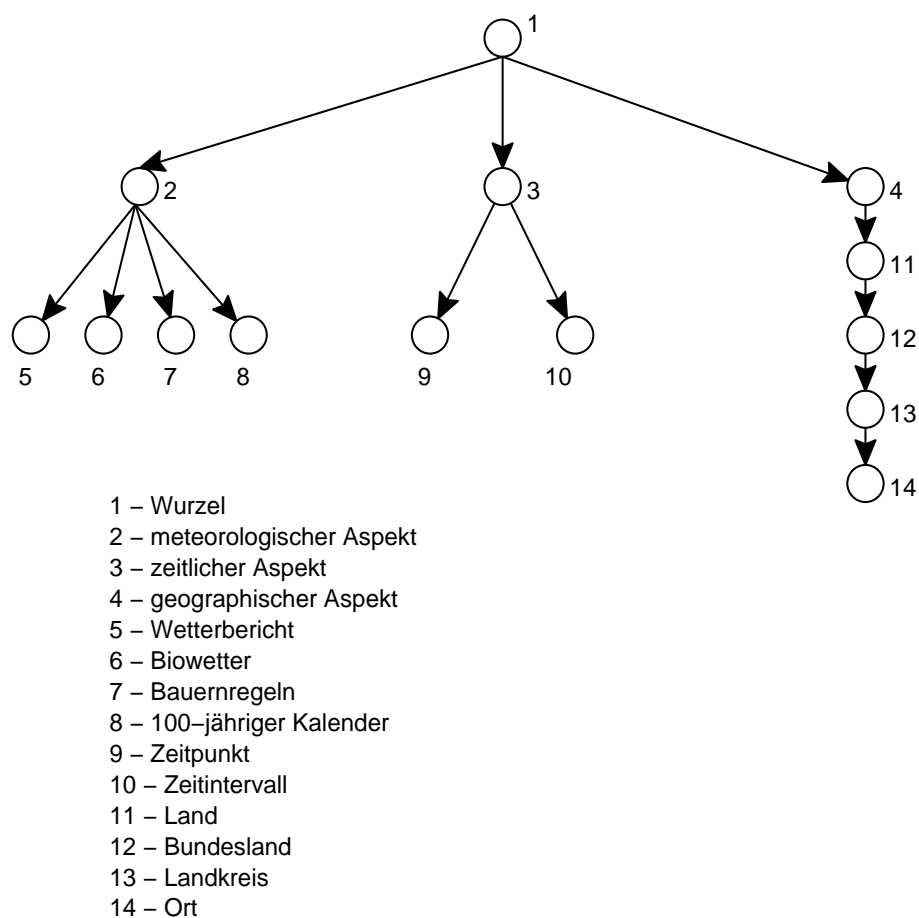 1
2
3
4
11
12
13
14
5
6
7
8
9
10
1 – Wurzel
2 – meteorologischer Aspekt
3 – zeitlicher Aspekt
4 – geographischer Aspekt
5 – Wetterbericht
6 – Biowetter
7 – Bauernregeln
8 – 100–jähriger Kalender
9 – Zeitpunkt
10 – Zeitintervall
11 – Land
12 – Bundesland
13 – Landkreis
14 – Ort